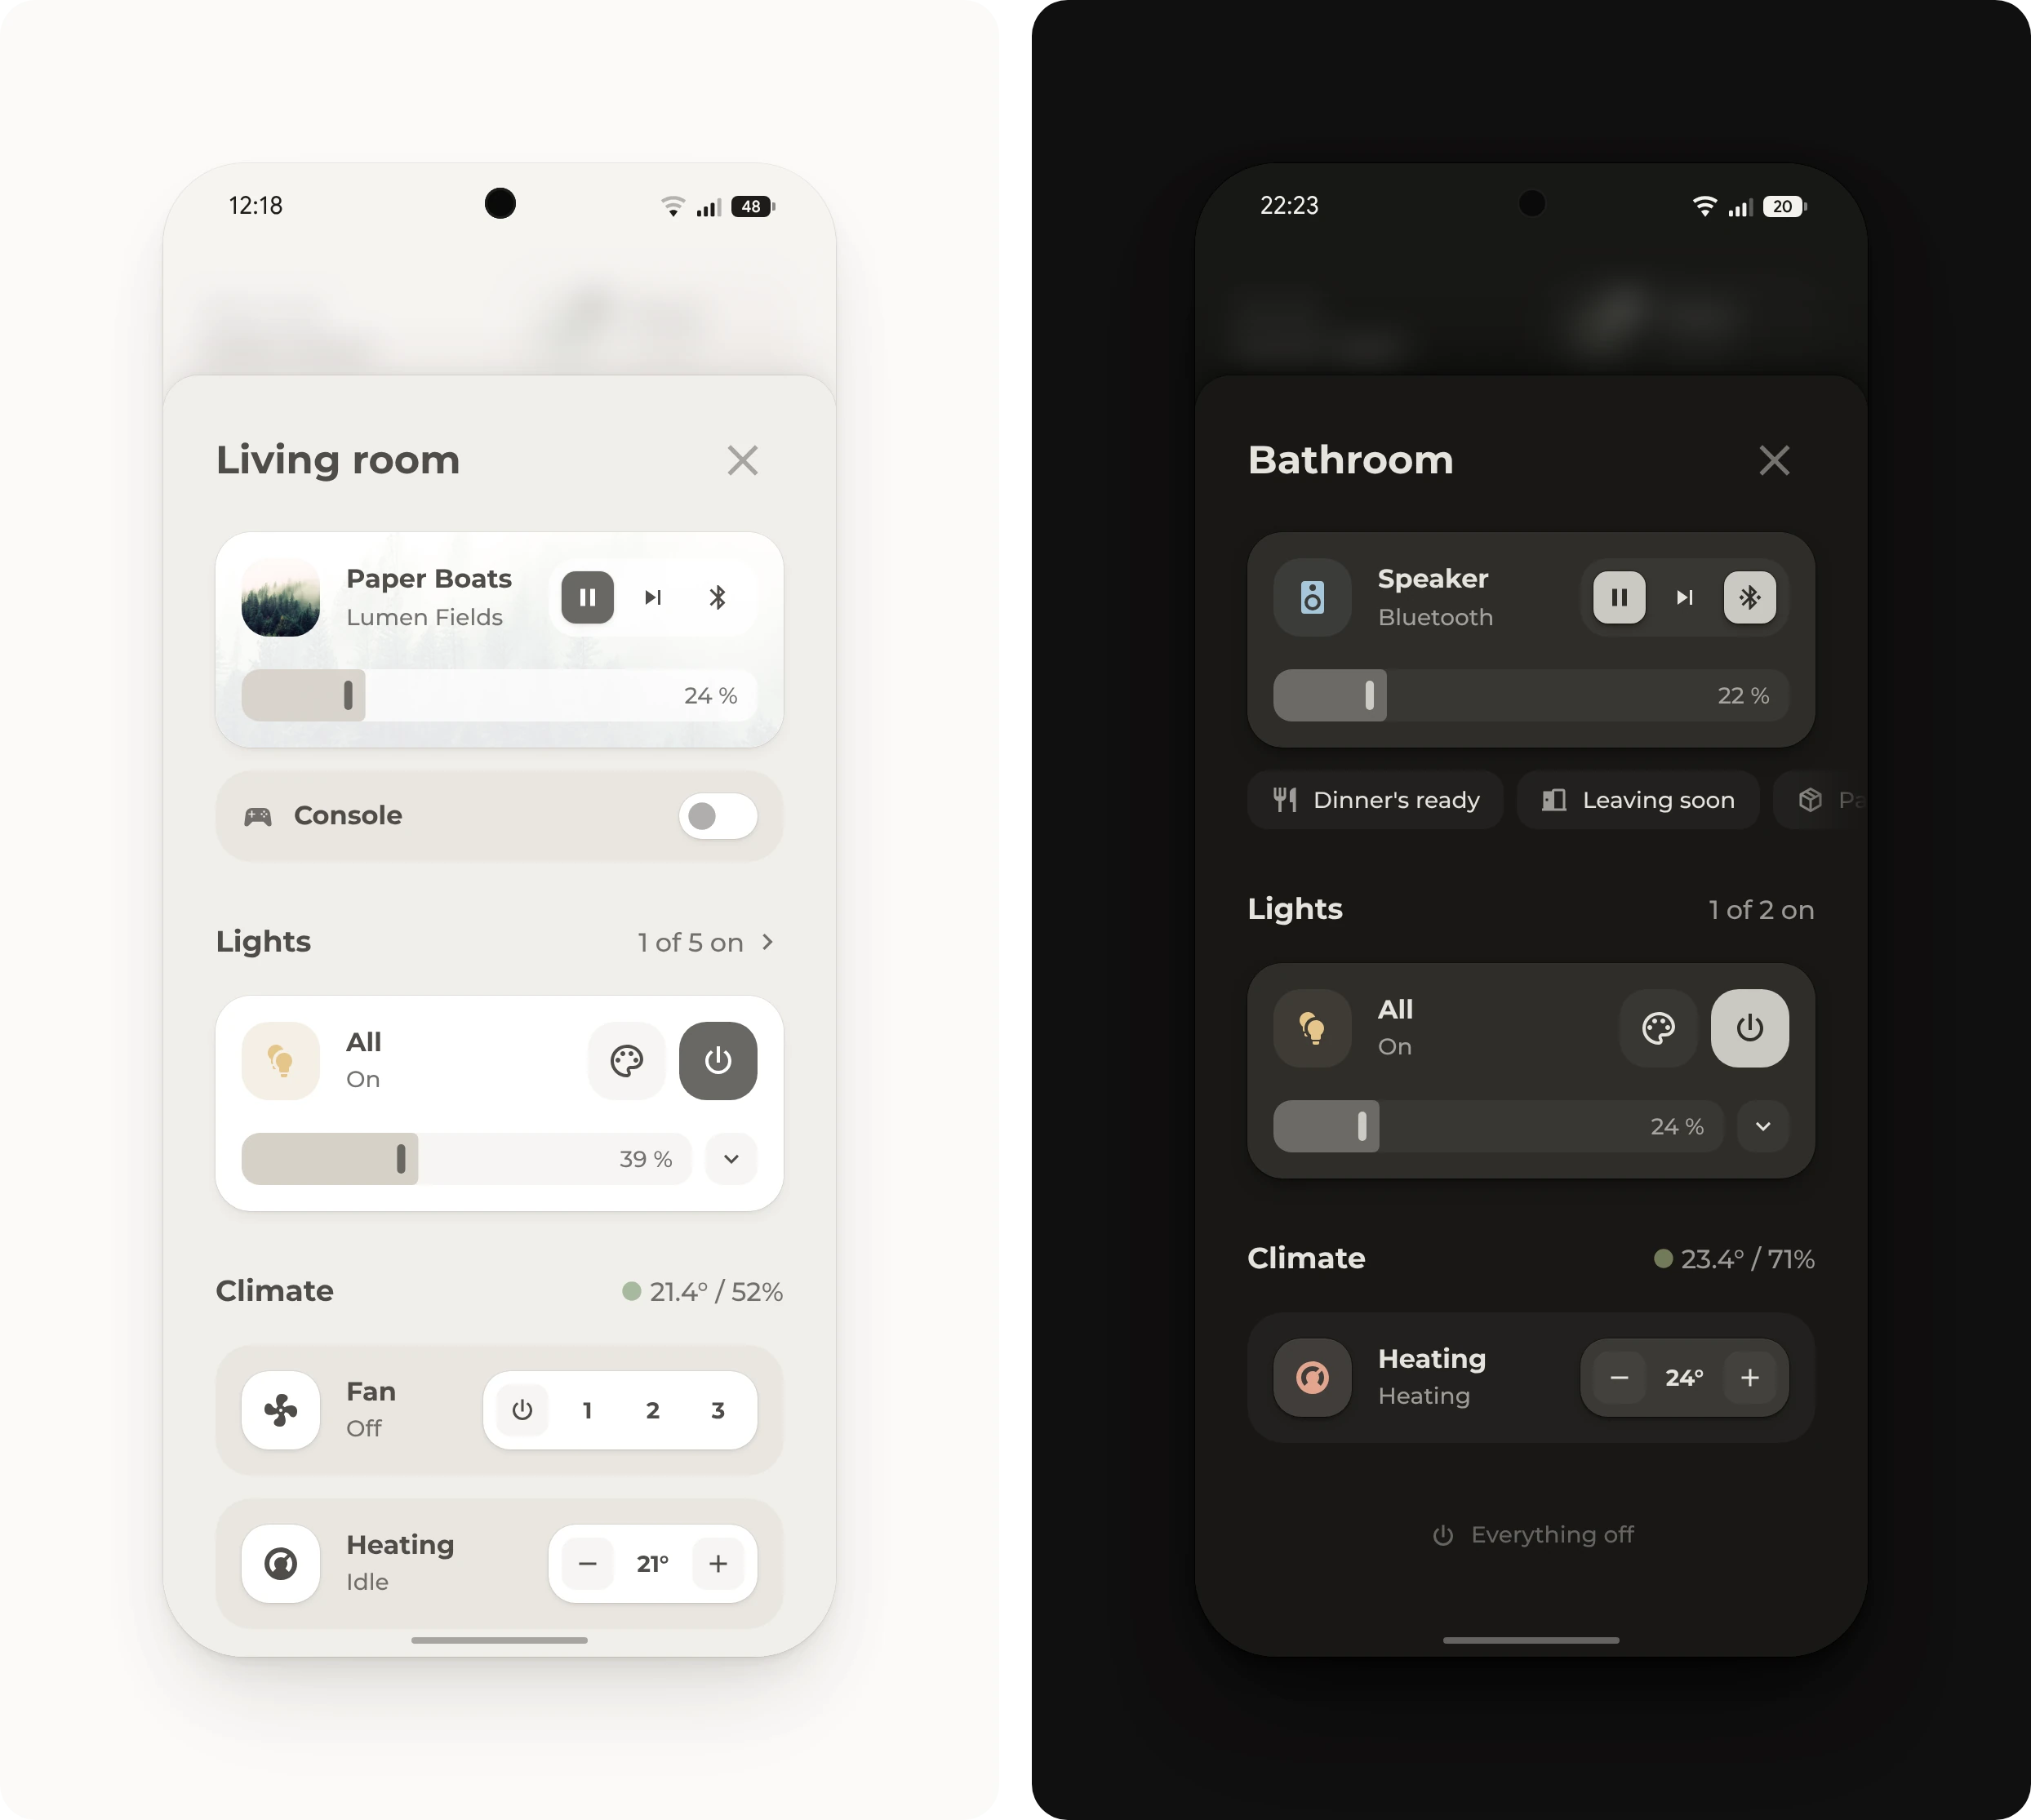 12:18
48
Living room
Paper Boats
Lumen Fields
24 %
Console
Lights
1 of 5 on
All
On
39 %
Climate
21.4° / 52%
Fan
Off
1 2 3
Heating
Idle
21°
22:23
20
Bathroom
Speaker
Bluetooth
22 %
Dinner's ready
Leaving soon
Lights
1 of 2 on
All
On
24 %
Climate
23.4° / 71%
Heating
Heating
24°
Everything off